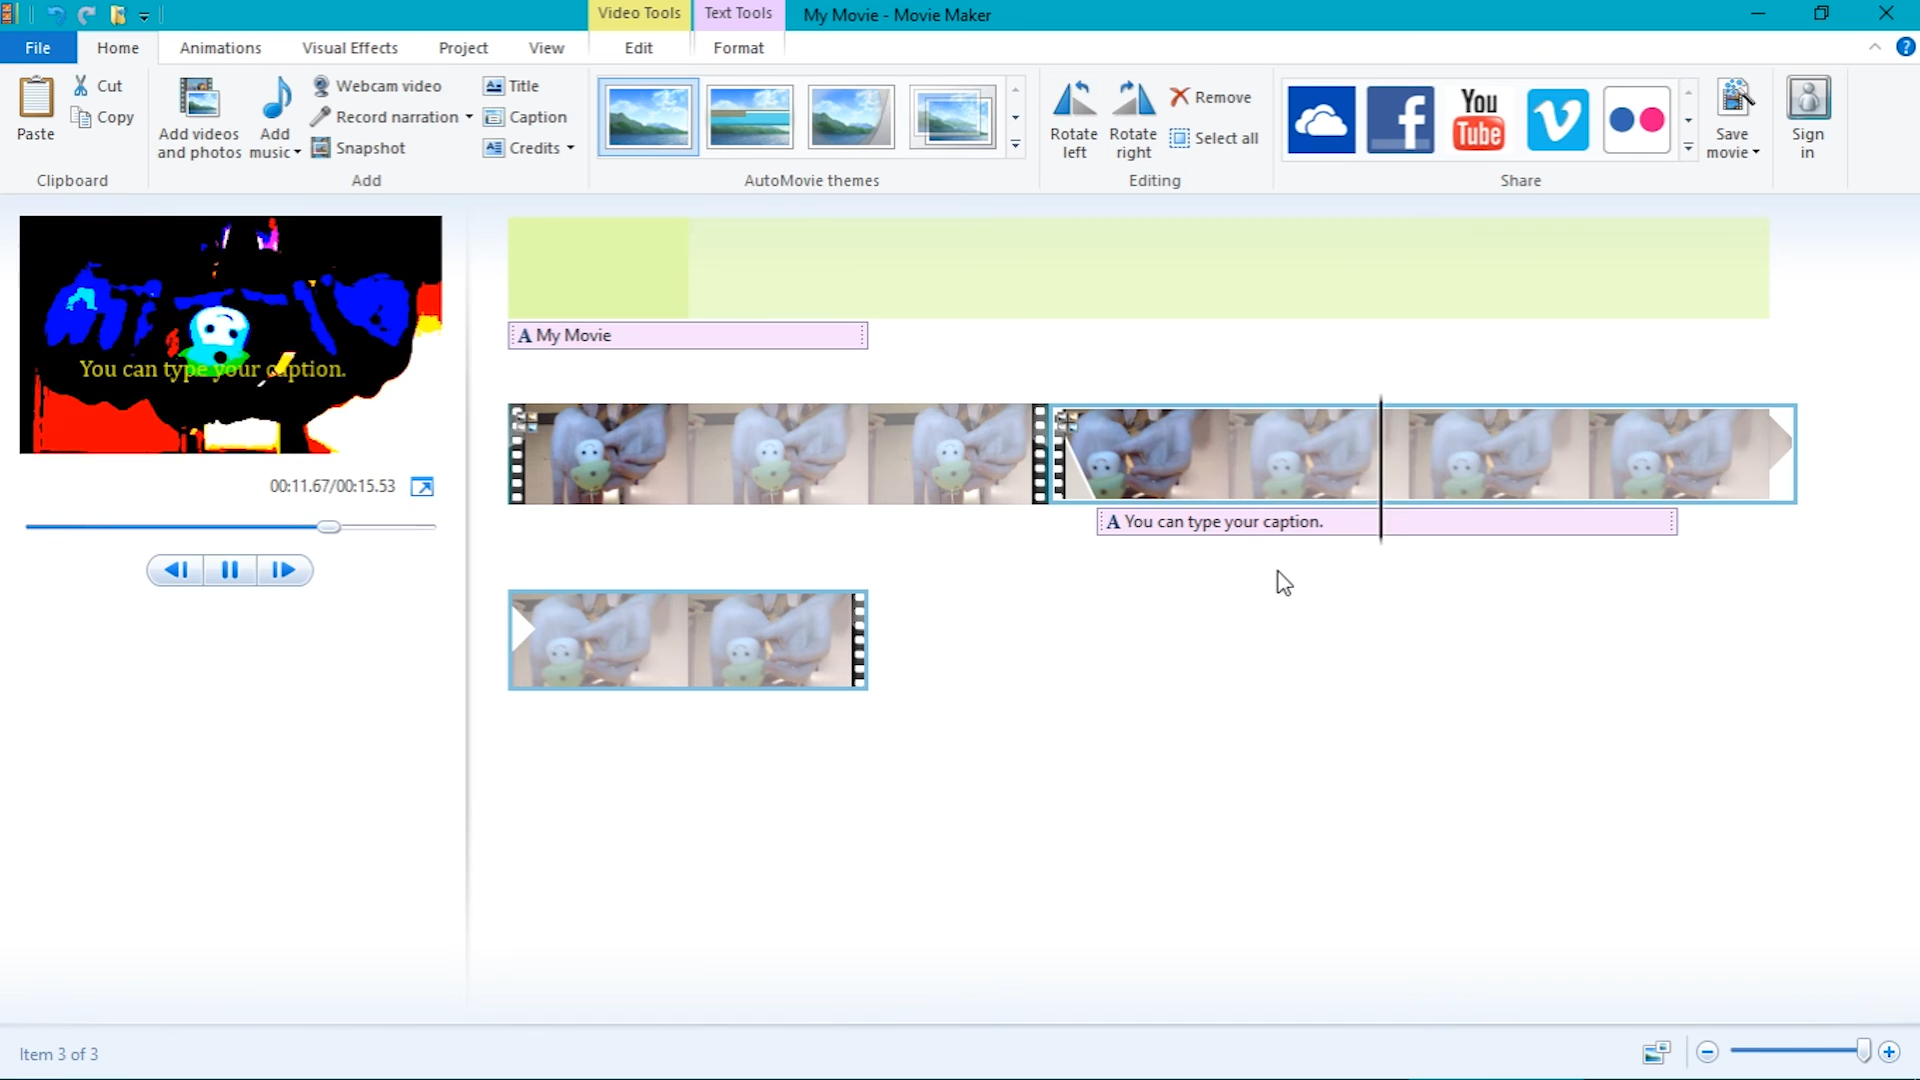 Video Tools
Text Tools
My Movie - Movie Maker
File
Home
Animations
Visual Effects
Project
View
Edit
Format
Paste
Cut
Copy
Clipboard
Add videos
and photos
Add
music
Webcam video
Record narration
Snapshot
Title
Caption
Credits
Add
AutoMovie themes
Rotate
left
Rotate
right
Remove
Select all
Editing
You
Tube
Share
Save
movie
Sign
in
You can type your caption.
00:11.67/00:15.53
A My Movie
A You can type your caption.
Item 3 of 3